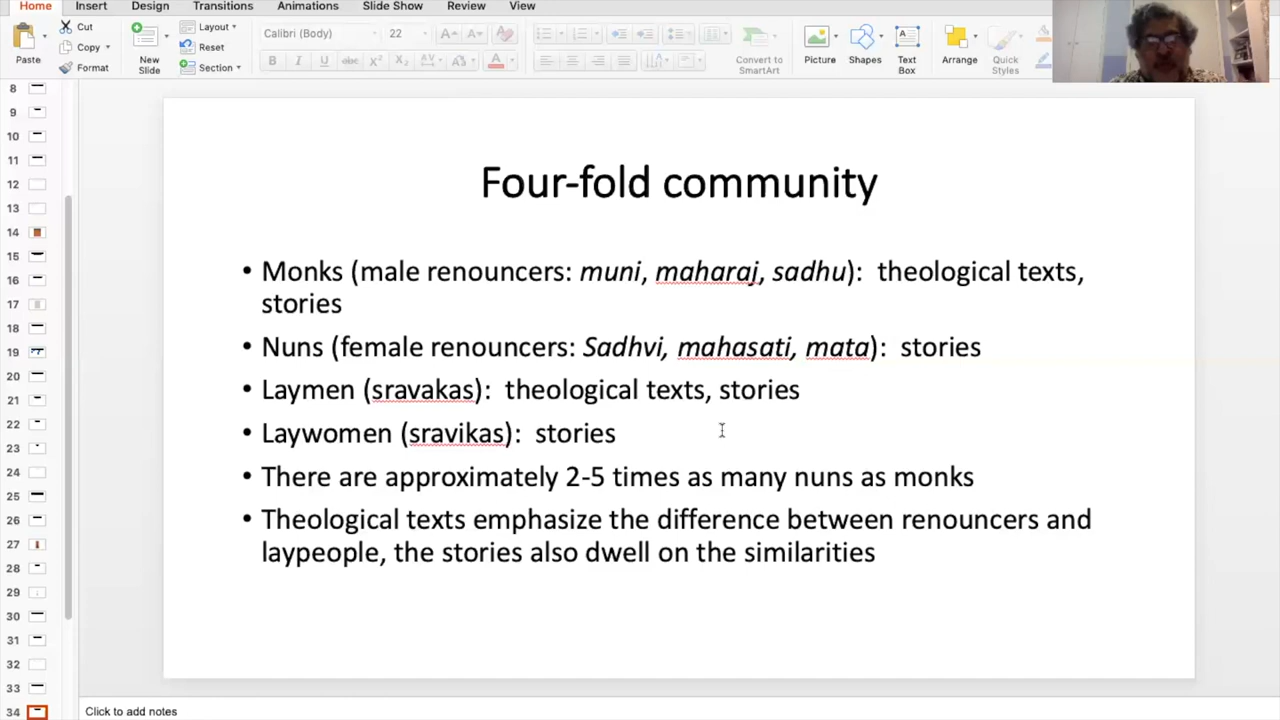 Home Insert Design Transitions Animations Slide Show Review View
Paste
Cut
Copy
Format
New Slide
Layout
Reset
Section
Calibri (Body) 22
Convert to SmartArt
Picture
Shapes
Text Box
Arrange
Quick Styles
8
9
10
11
12
13
14
15
16
17
18
19
20
21
22
23
24
25
26
27
28
29
30
31
32
33
34
Four-fold community
• Monks (male renouncers: muni, maharaj, sadhu):  theological texts,
stories
• Nuns (female renouncers: Sadhvi, mahasati, mata):  stories
• Laymen (sravakas):  theological texts, stories
• Laywomen (sravikas):  stories
• There are approximately 2-5 times as many nuns as monks
• Theological texts emphasize the difference between renouncers and
laypeople, the stories also dwell on the similarities
Click to add notes